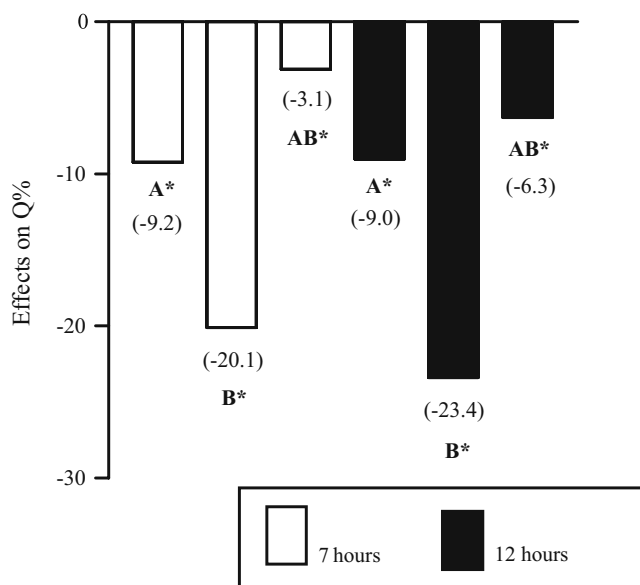 Effects on Q%
0
-10
-20
-30
A*
(-9.2)
(-20.1)
B*
(-3.1)
AB*
A*
(-9.0)
(-23.4)
B*
AB*
(-6.3)
7 hours
12 hours